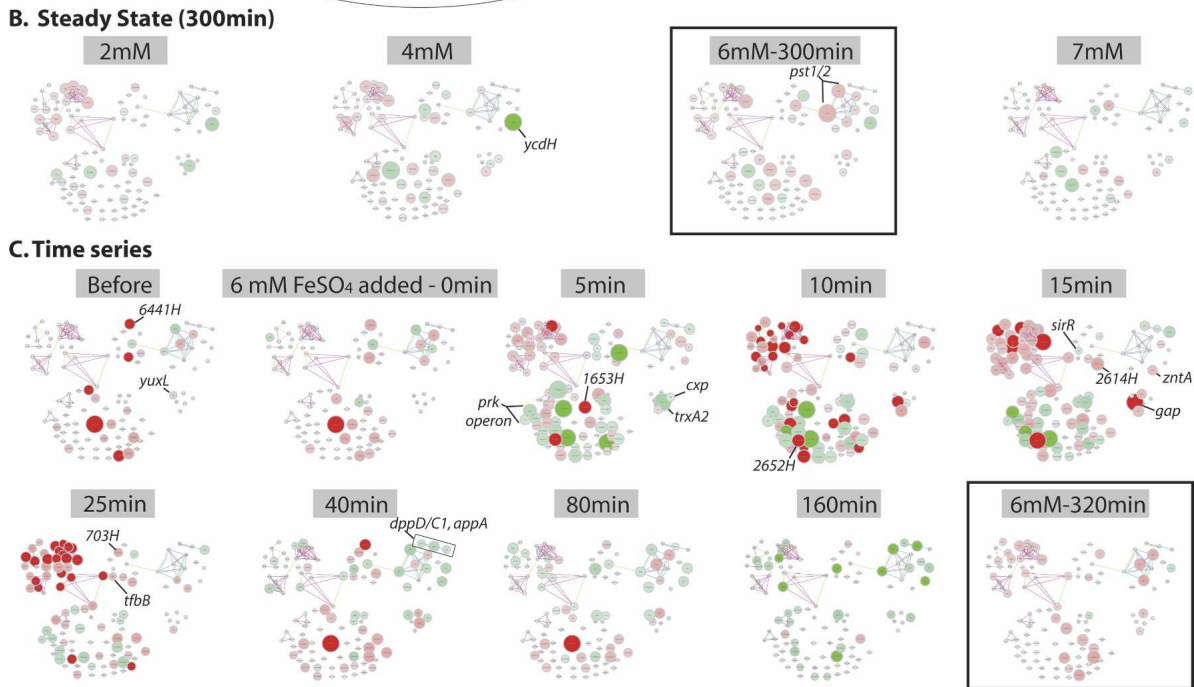 B. Steady State (300min)
2mM
4mM
6mM-300min
7mM
pst1/2
ycdH
C. Time series
Before
6 mM FeSO₄ added - 0min
5min
10min
15min
6441H
yuxL
1653H
prk
operon
cxp
trxA2
2652H
sirR
2614H
zntA
gap
25min
40min
80min
160min
6mM-320min
703H
tfbB
dppD/C1, appA